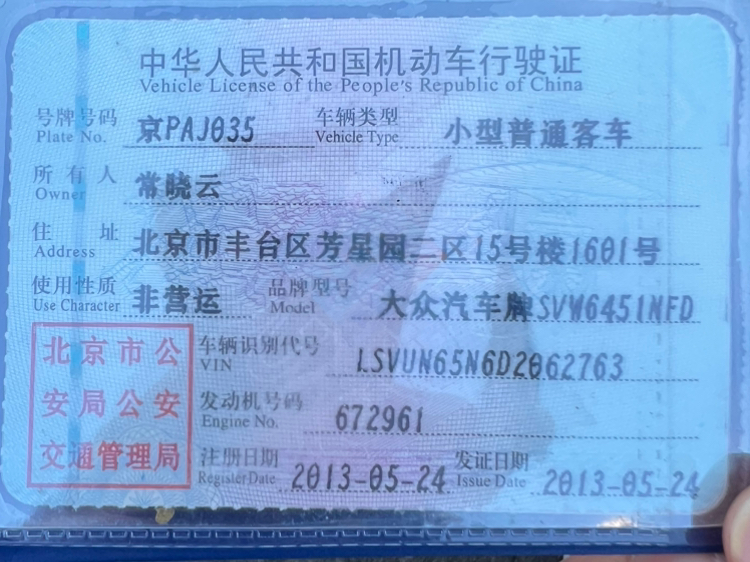 中华人民共和国机动车行驶证
Vehicle License of the People's Republic of China
号牌号码 京PAJ035 车辆类型 小型普通客车
Plate No. Vehicle Type
所有人 常晓云
Owner
住址 北京市丰台区芳星园二区15号楼1601号
Address
使用性质 非营运 品牌型号 大众汽车牌SVW6451NFD
Use Character Model
北京市公安局公安交通管理局
车辆识别代号 LSVUN65N6D2062763
VIN
发动机号码 672961
Engine No.
注册日期 2013-05-24 发证日期 2013-05-24
Register Date Issue Date